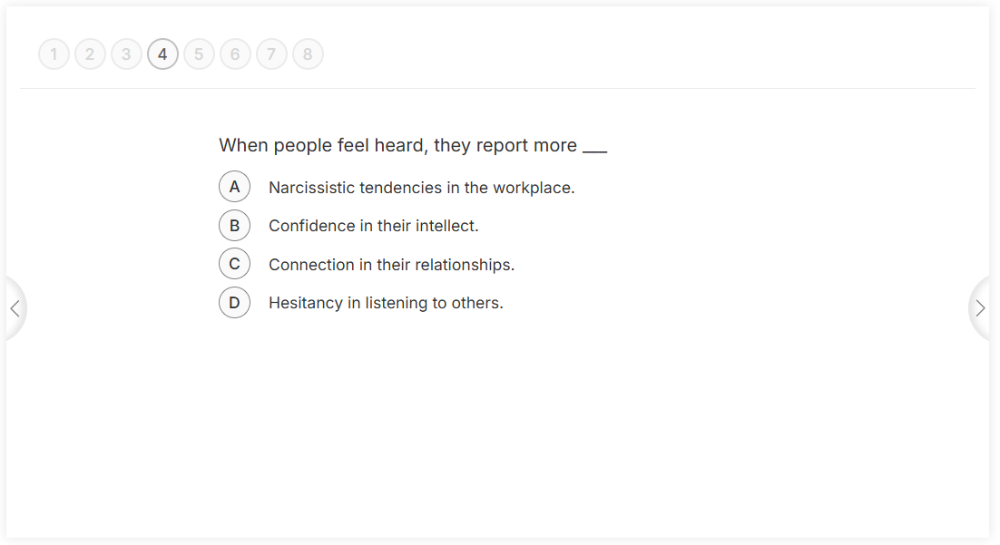 1 2 3 4 5 6 7 8
When people feel heard, they report more ___
A Narcissistic tendencies in the workplace.
B Confidence in their intellect.
C Connection in their relationships.
D Hesitancy in listening to others.